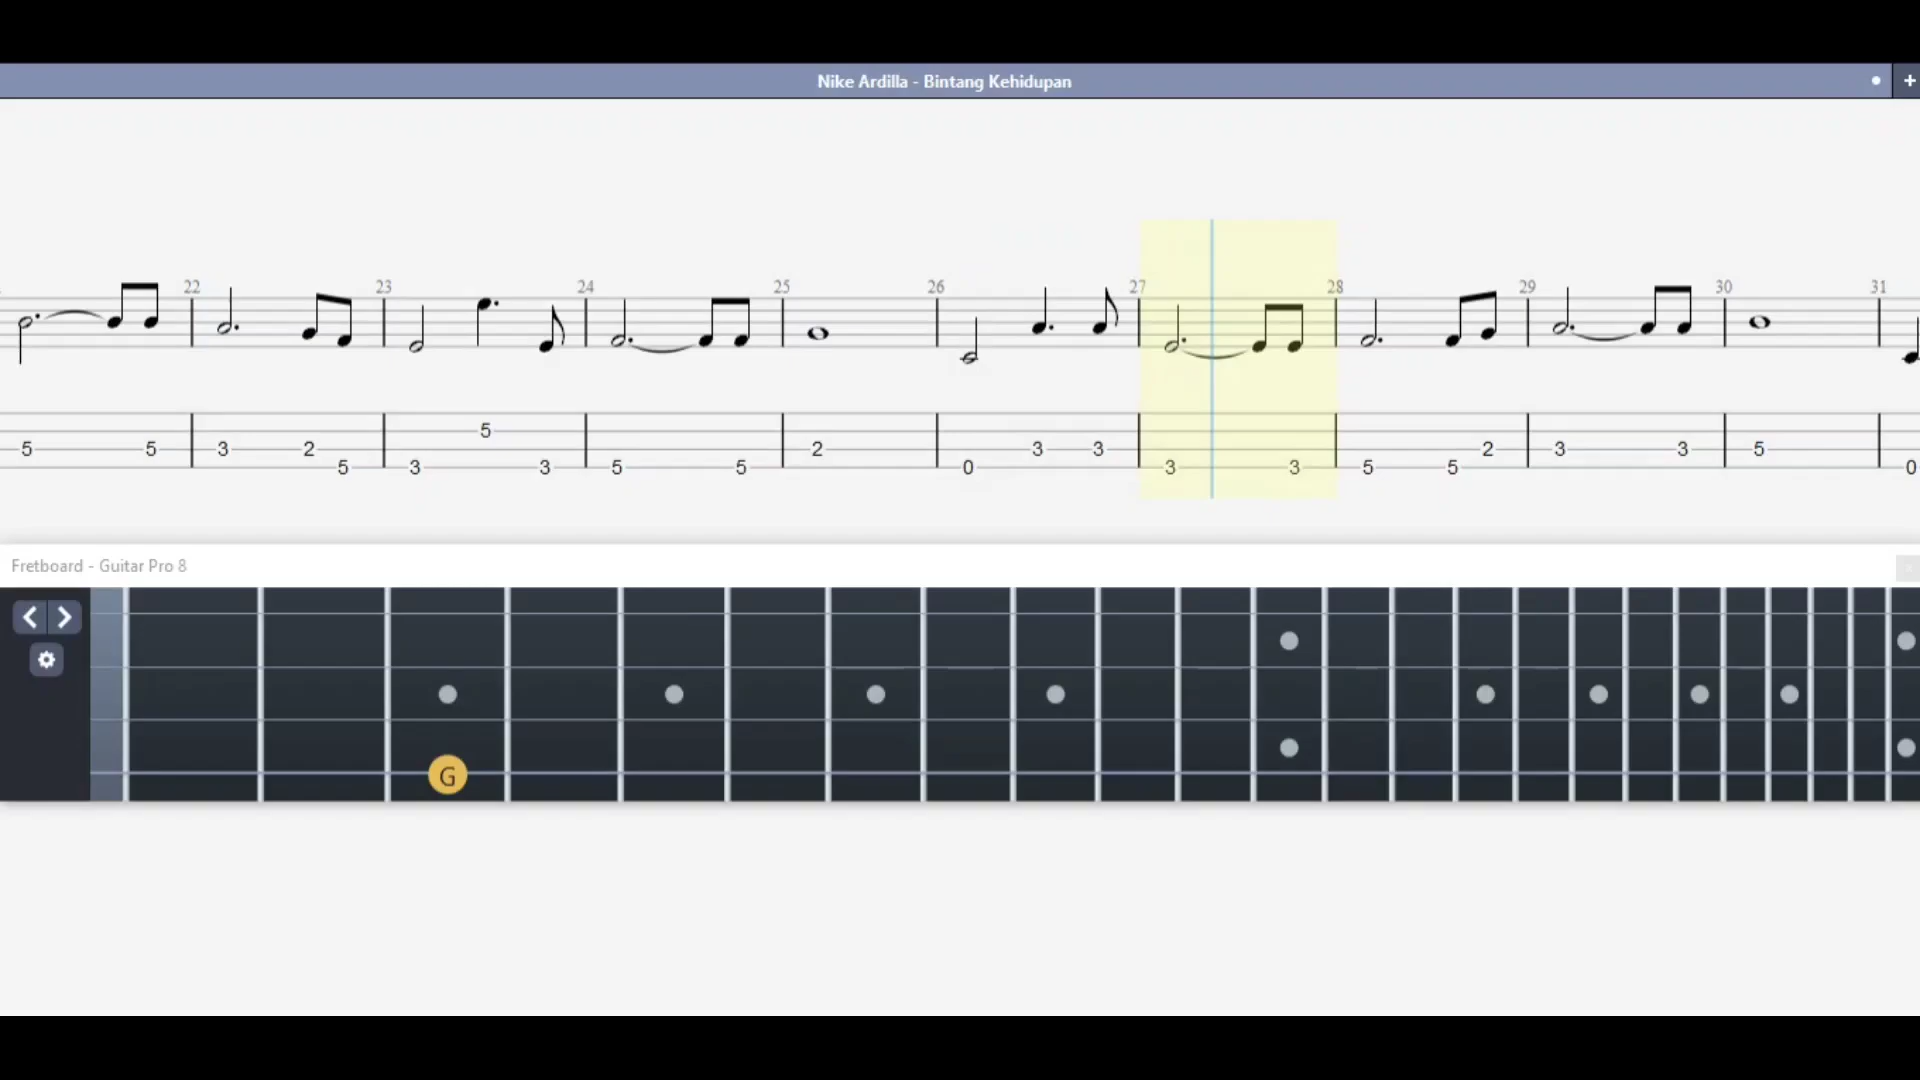 Nike Ardilla - Bintang Kehidupan
+
22 23 24 25 26 27 28 29 30 31
5 5 3 2 5 3 5 3 5 5 2 0 3 3 3 3 5 5 2 3 3 5 0
Fretboard - Guitar Pro 8
G